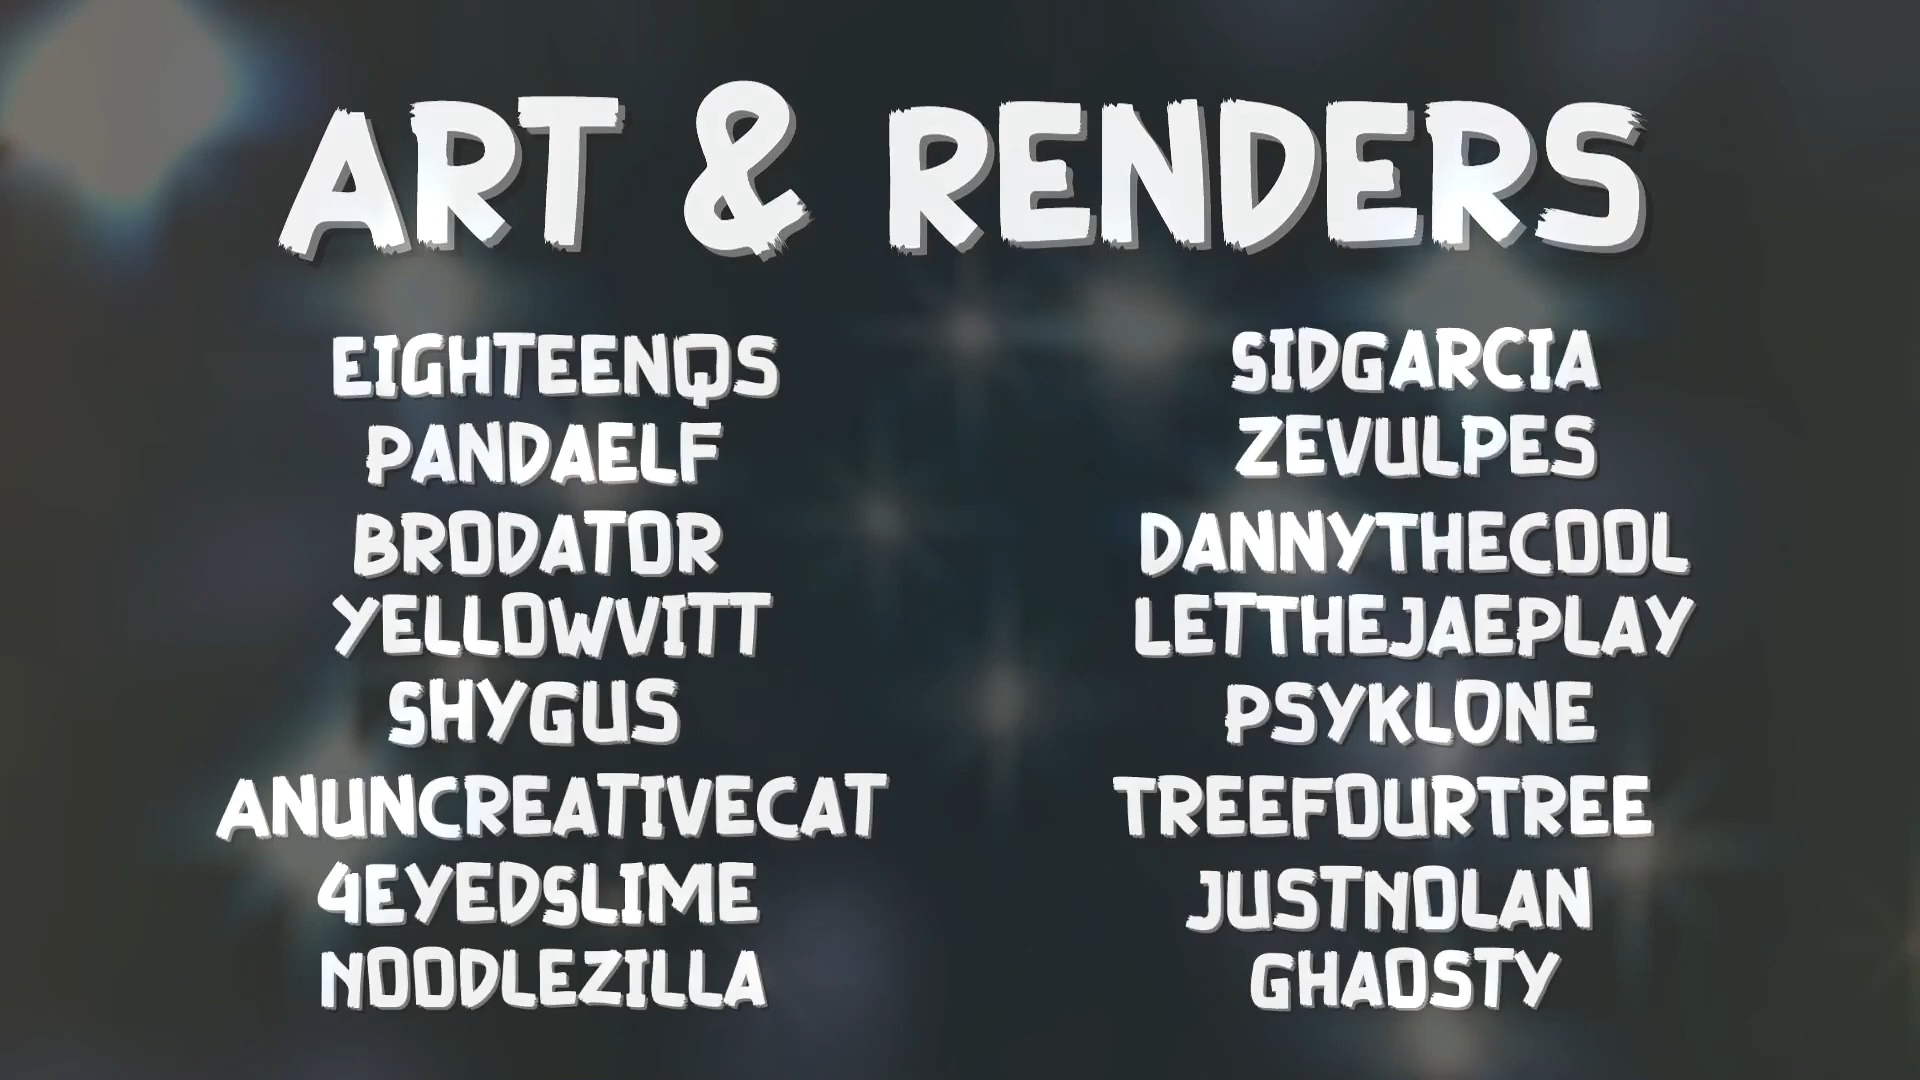 ART & RENDERS
EIGHTEENQS
PANDAELF
BRODATOR
YELLOWVITT
SHYGUS
ANUNCREATIVECAT
4EYEDSLIME
NOODLEZILLA
SIDGARCIA
ZEVULPES
DANNYTHECOOL
LETTHEJAEPLAY
PSYKLONE
TREEFOURTREE
JUSTNOLAN
GHAOSTY